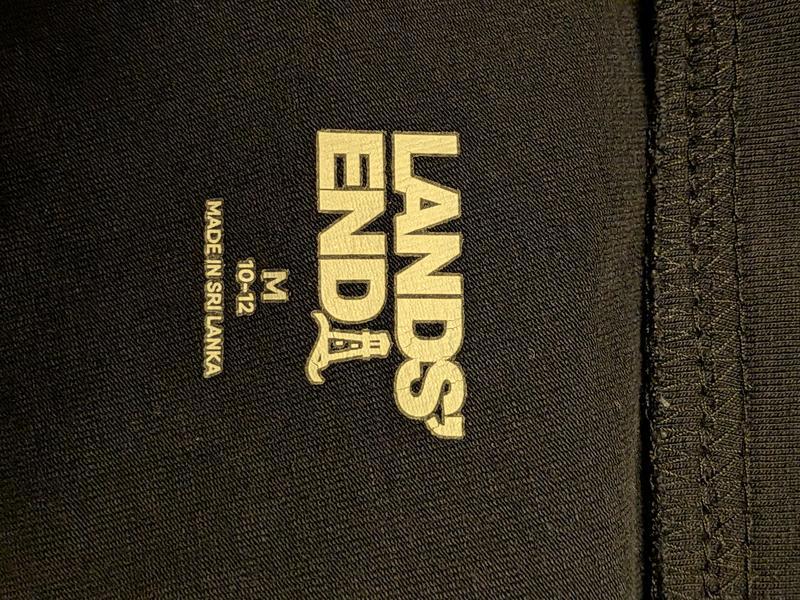 LANDS'
END
M
10-12
MADE IN SRI LANKA